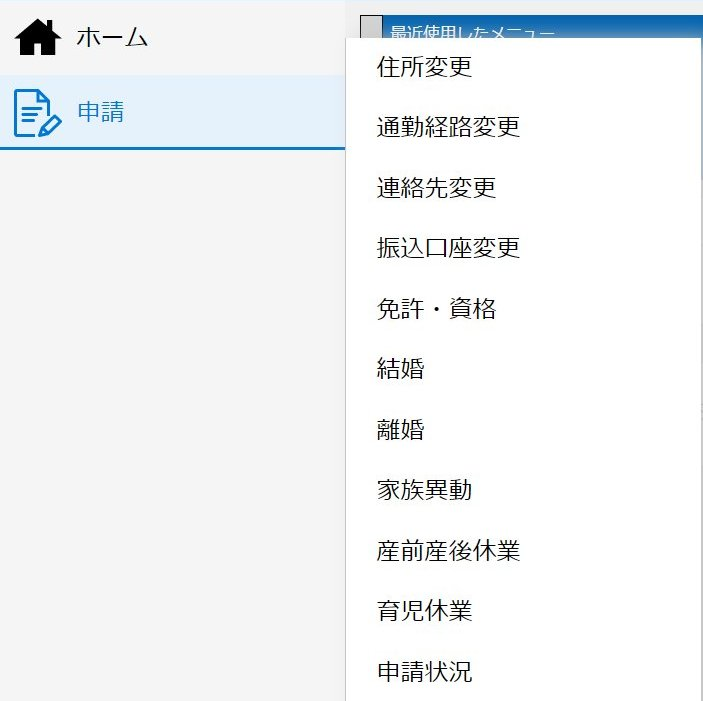 ホーム
申請
最近使用したメニュー
住所変更
通勤経路変更
連絡先変更
振込口座変更
免許・資格
結婚
離婚
家族異動
産前産後休業
育児休業
申請状況